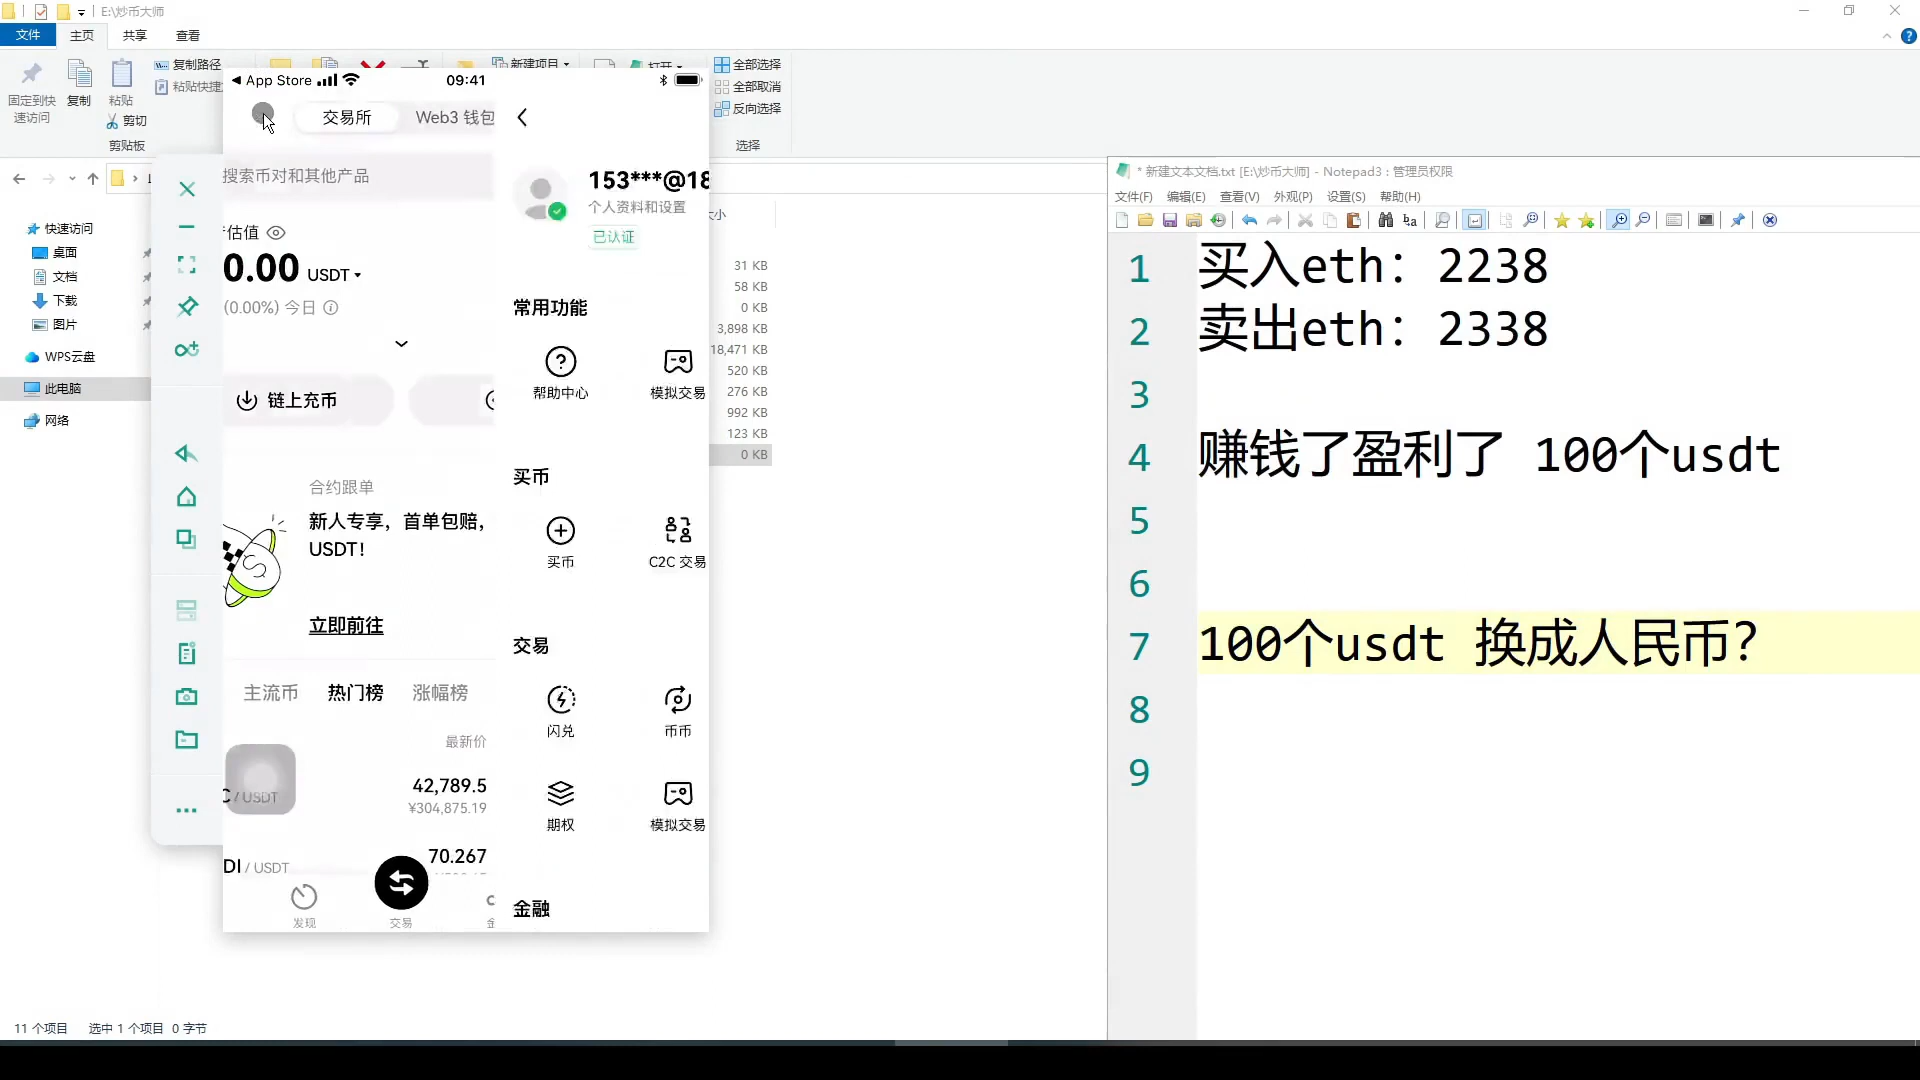 E:\炒币大师
文件 主页 共享 查看
固定到快速访问
复制
粘贴
复制路径
粘贴快捷
剪切
剪贴板
新建项目
打开
全部选择
全部取消
反向选择
选择
快速访问
桌面
文档
下载
图片
WPS云盘
此电脑
网络
31 KB
58 KB
0 KB
3,898 KB
18,471 KB
520 KB
276 KB
992 KB
123 KB
0 KB
11 个项目 选中 1 个项目 0 字节
App Store 09:41
交易所 Web3 钱包
搜索币对和其他产品
估值
0.00 USDT
(0.00%) 今日
链上充币
合约跟单
新人专享，首单包赔，
USDT！
立即前往
主流币 热门榜 涨幅榜
最新价
C / USDT 42,789.5
¥304,875.19
DI / USDT 70.267
发现 交易 金
153***@18
个人资料和设置
已认证
常用功能
帮助中心 模拟交易
买币
买币 C2C 交易
交易
闪兑 币币
期权 模拟交易
金融
* 新建文本文档.txt [E:\炒币大师] - Notepad3 : 管理员权限
文件(F) 编辑(E) 查看(V) 外观(P) 设置(S) 帮助(H)
1 买入eth：2238
2 卖出eth：2338
3
4 赚钱了盈利了 100个usdt
5
6
7 100个usdt 换成人民币？
8
9